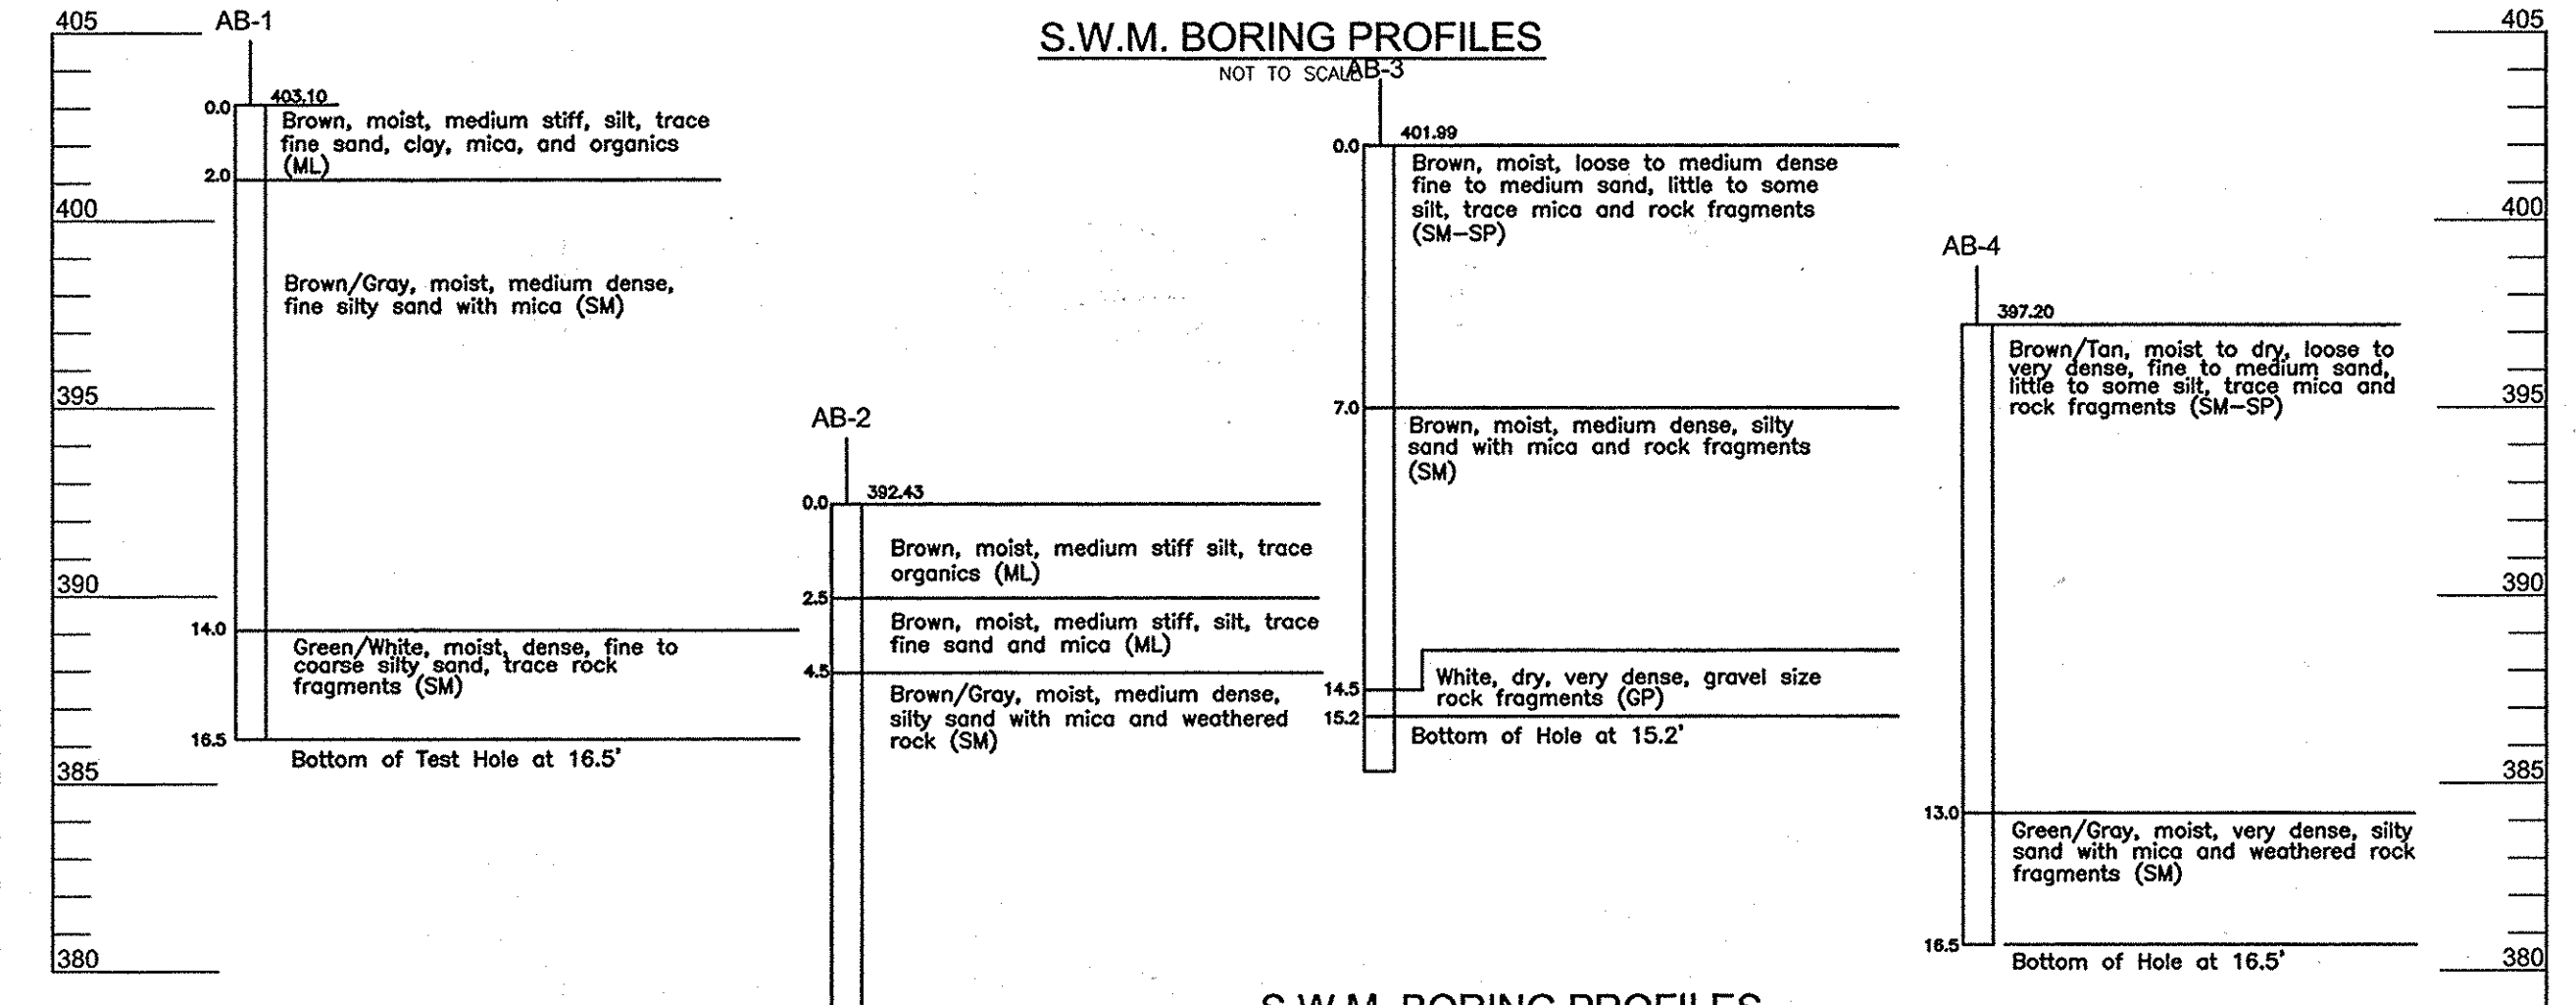 S.W.M. BORING PROFILES
NOT TO SCALE
405
400
395
390
385
380
AB-1
403.10
0.0
Brown, moist, medium stiff, silt, trace
fine sand, clay, mica, and organics
(ML)
2.0
Brown/Gray, moist, medium dense,
fine silty sand with mica (SM)
14.0
Green/White, moist, dense, fine to
coarse silty sand, trace rock
fragments (SM)
16.5
Bottom of Test Hole at 16.5'
AB-2
392.43
0.0
Brown, moist, medium stiff silt, trace
organics (ML)
2.5
Brown, moist, medium stiff, silt, trace
fine sand and mica (ML)
4.5
Brown/Gray, moist, medium dense,
silty sand with mica and weathered
rock (SM)
AB-3
401.99
0.0
Brown, moist, loose to medium dense
fine to medium sand, little to some
silt, trace mica and rock fragments
(SM-SP)
7.0
Brown, moist, medium dense, silty
sand with mica and rock fragments
(SM)
14.5
White, dry, very dense, gravel size
rock fragments (GP)
15.2
Bottom of Hole at 15.2'
AB-4
397.20
Brown/Tan, moist to dry, loose to
very dense, fine to medium sand,
little to some silt, trace mica and
rock fragments (SM-SP)
13.0
Green/Gray, moist, very dense, silty
sand with mica and weathered rock
fragments (SM)
16.5
Bottom of Hole at 16.5'
405
400
395
390
385
380
S.W.M. BORING PROFILES